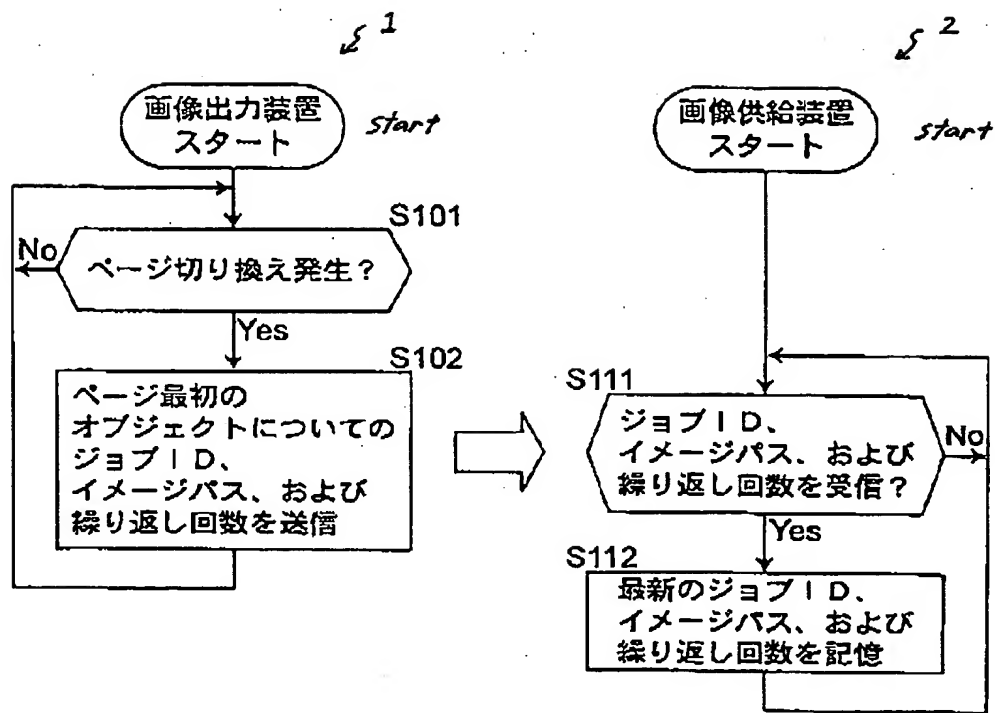 1
画像出力装置
スタート
start
S101
No
ページ切り換え発生？
Yes
S102
ページ最初の
オブジェクトについての
ジョブID、
イメージパス、および
繰り返し回数を送信
2
画像供給装置
スタート
start
S111
ジョブID、
イメージパス、および
繰り返し回数を受信？
No
Yes
S112
最新のジョブID、
イメージパス、および
繰り返し回数を記憶